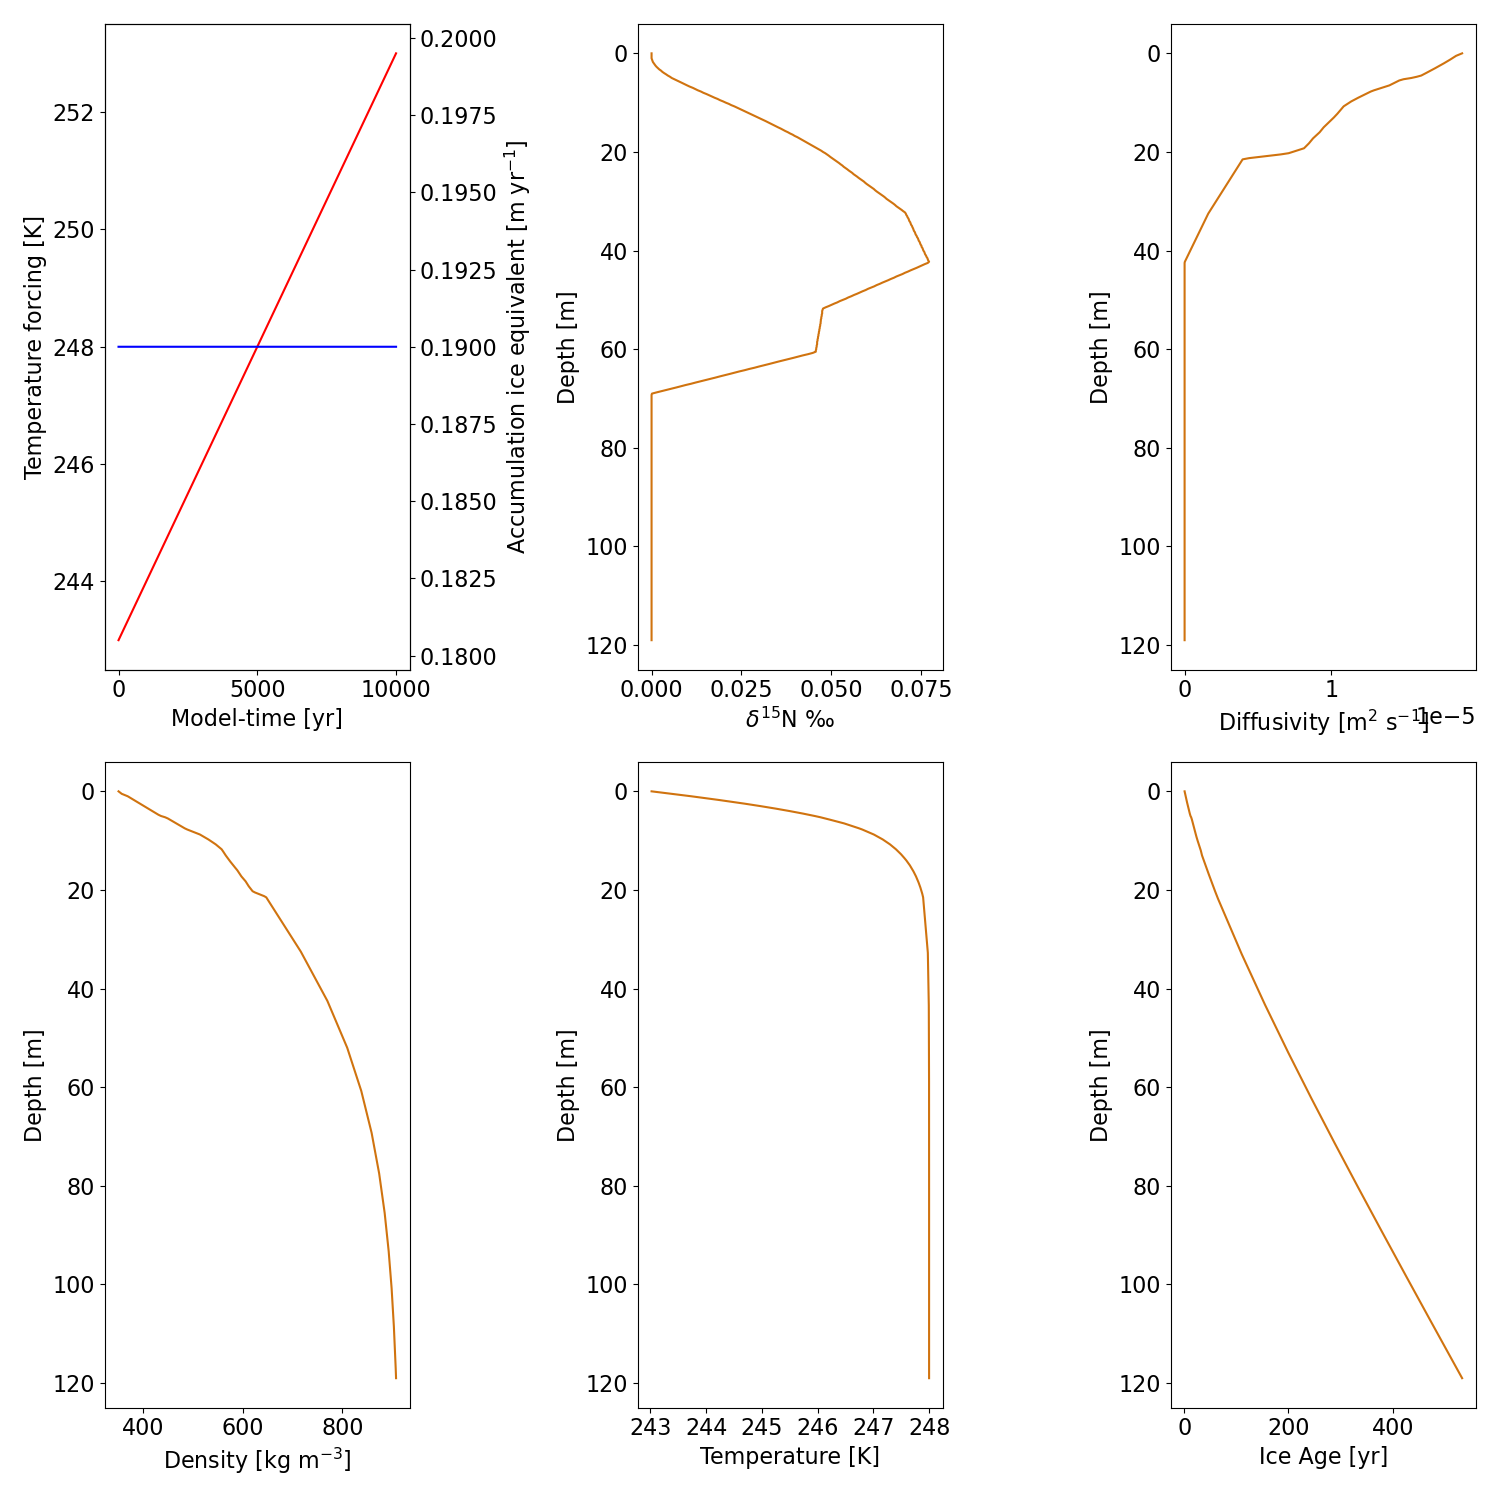 Temperature forcing [K]
252
250
248
246
244
0.2000
0.1975
0.1950
0.1925
0.1900
0.1875
0.1850
0.1825
0.1800
Accumulation ice equivalent [m yr⁻¹]
0 5000 10000
Model-time [yr]
Depth [m]
0
20
40
60
80
100
120
0.000 0.025 0.050 0.075
δ¹⁵N ‰
Depth [m]
0
20
40
60
80
100
120
0 1
1e−5
Diffusivity [m² s⁻¹]
Depth [m]
0
20
40
60
80
100
120
400 600 800
Density [kg m⁻³]
Depth [m]
0
20
40
60
80
100
120
243 244 245 246 247 248
Temperature [K]
Depth [m]
0
20
40
60
80
100
120
0 200 400
Ice Age [yr]